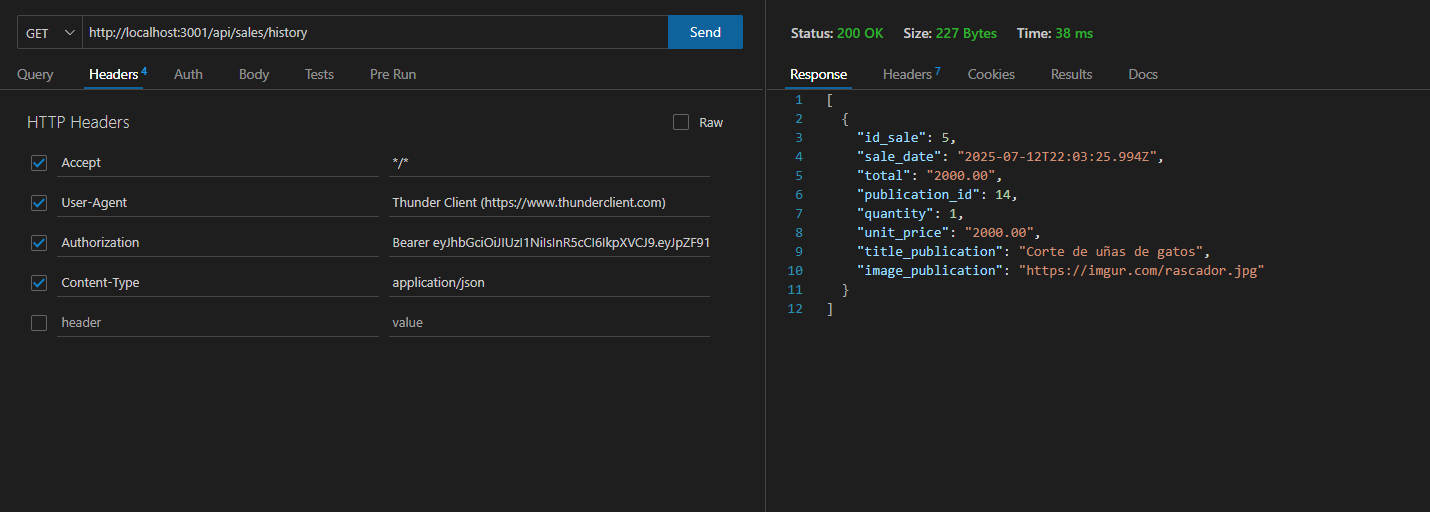 GET http://localhost:3001/api/sales/history Send
Query Headers 4 Auth Body Tests Pre Run
HTTP Headers Raw
Accept */*
User-Agent Thunder Client (https://www.thunderclient.com)
Authorization Bearer eyJhbGciOiJIUzI1NiIsInR5cCI6IkpXVCJ9.eyJpZF91
Content-Type application/json
header value
Status: 200 OK Size: 227 Bytes Time: 38 ms
Response Headers 7 Cookies Results Docs
1 [
2 {
3 "id_sale": 5,
4 "sale_date": "2025-07-12T22:03:25.994Z",
5 "total": "2000.00",
6 "publication_id": 14,
7 "quantity": 1,
8 "unit_price": "2000.00",
9 "title_publication": "Corte de uñas de gatos",
10 "image_publication": "https://imgur.com/rascador.jpg"
11 }
12 ]